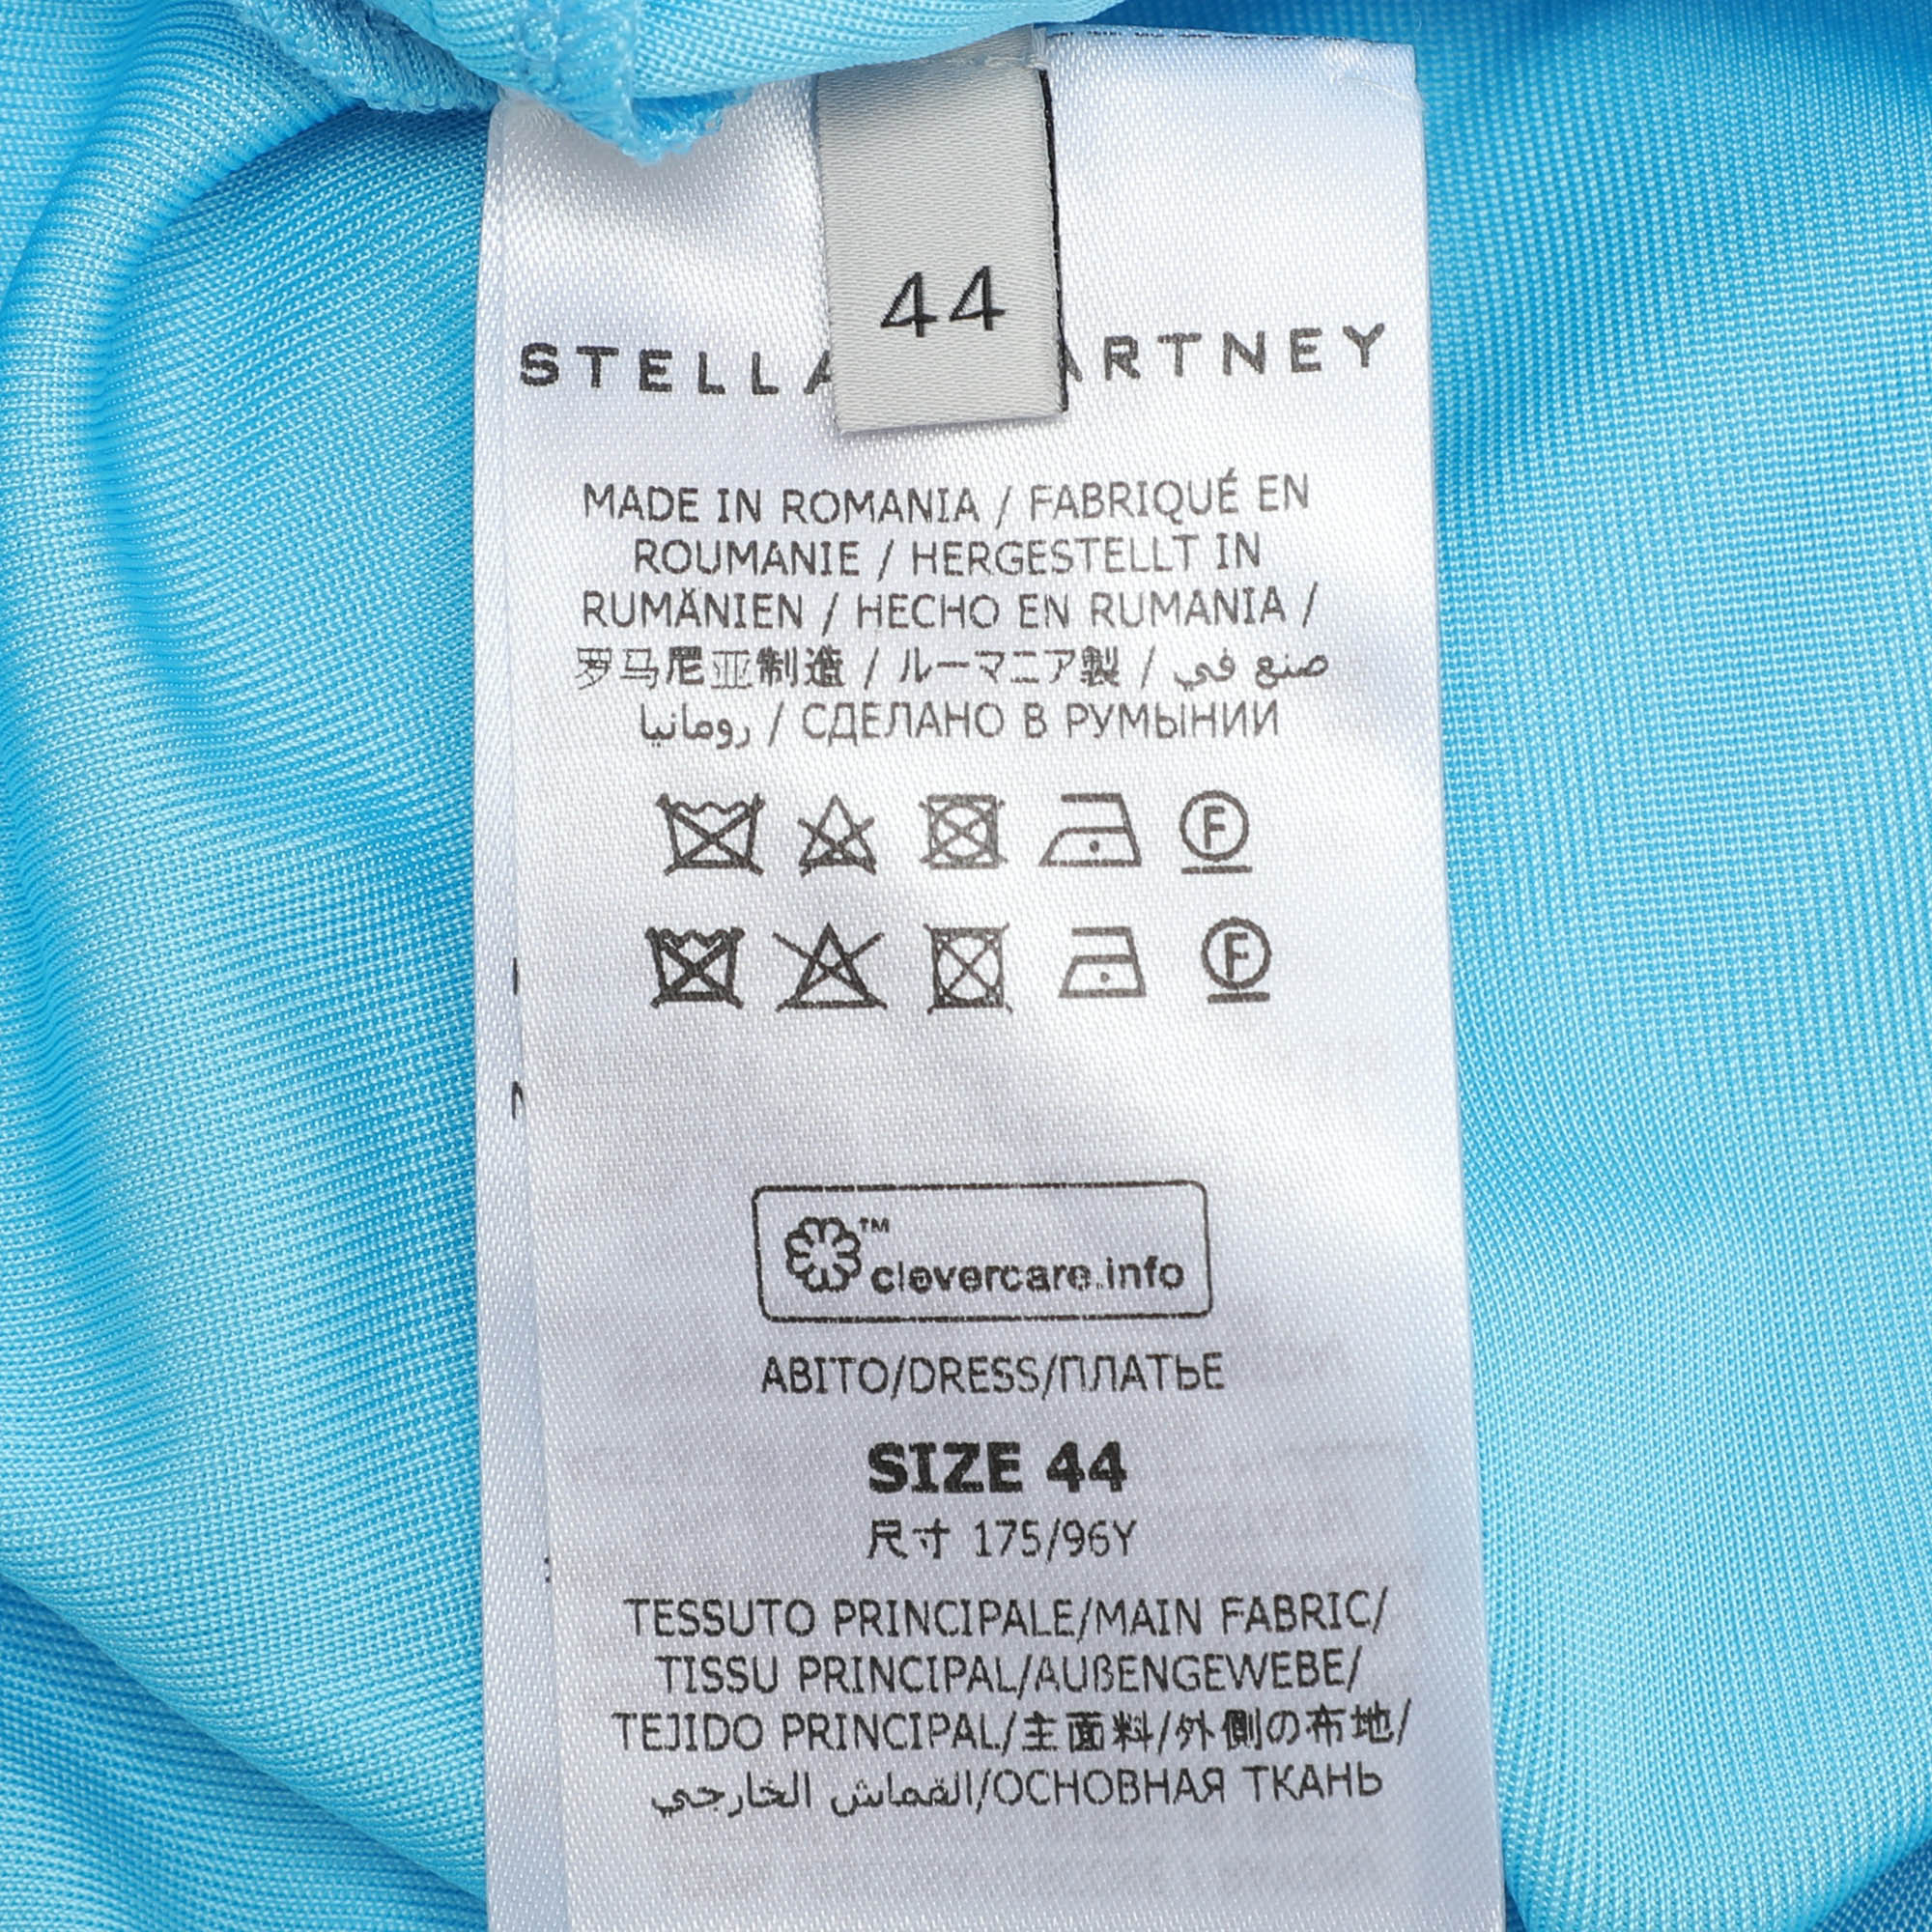 44
STELLA ARTNEY
MADE IN ROMANIA / FABRIQUÉ EN
ROUMANIE / HERGESTELLT IN
RUMÄNIEN / HECHO EN RUMANIA /
罗马尼亚制造 / ルーマニア製 / صنع في
رومانيا / СДЕЛАНО В РУМЫНИИ
F
F
™
clevercare.info
ABITO/DRESS/ПЛАТЬЕ
SIZE 44
尺寸 175/96Y
TESSUTO PRINCIPALE/MAIN FABRIC/
TISSU PRINCIPAL/AUßENGEWEBE/
TEJIDO PRINCIPAL/主面料/外側の布地/
القماش الخارجي/ОСНОВНАЯ ТКАНЬ